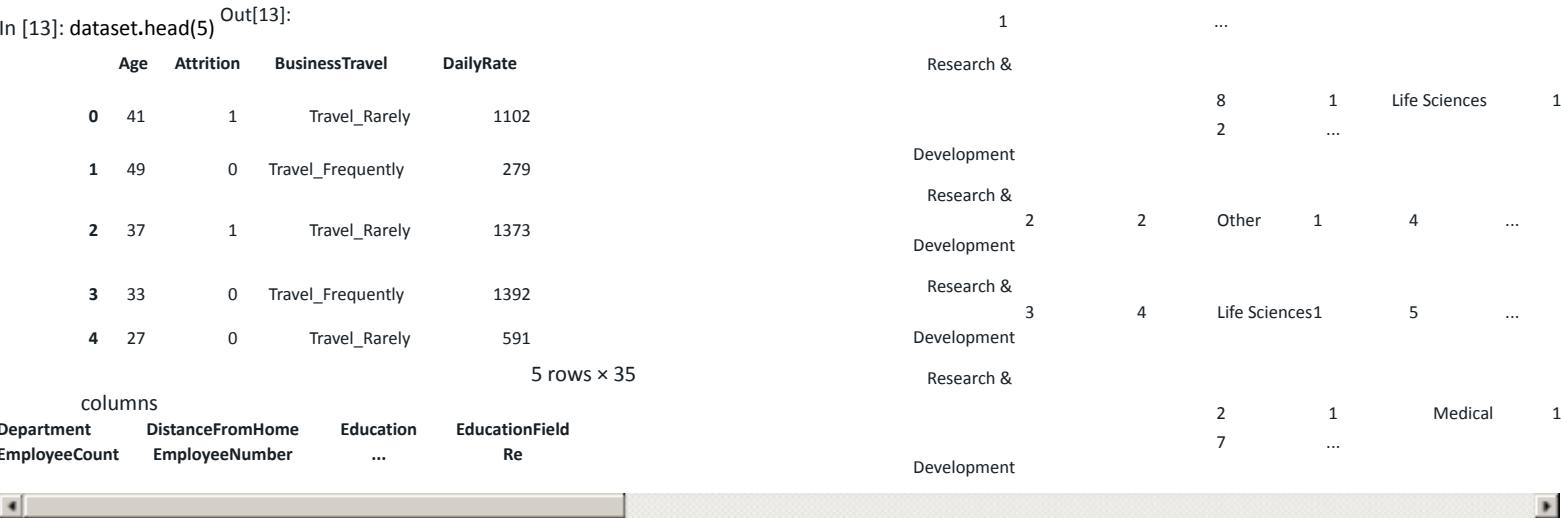 In [13]: dataset.head(5) Out[13]:
Age Attrition BusinessTravel DailyRate
0 41 1 Travel_Rarely 1102
1 49 0 Travel_Frequently 279
2 37 1 Travel_Rarely 1373
3 33 0 Travel_Frequently 1392
4 27 0 Travel_Rarely 591
5 rows × 35
columns
Department DistanceFromHome Education EducationField
EmployeeCount EmployeeNumber ... Re
1 ...
Research &
8 1 Life Sciences 1
2 ...
Development
Research &
2 2 Other 1 4 ...
Development
Research &
3 4 Life Sciences1 5 ...
Development
Research &
2 1 Medical 1
7 ...
Development